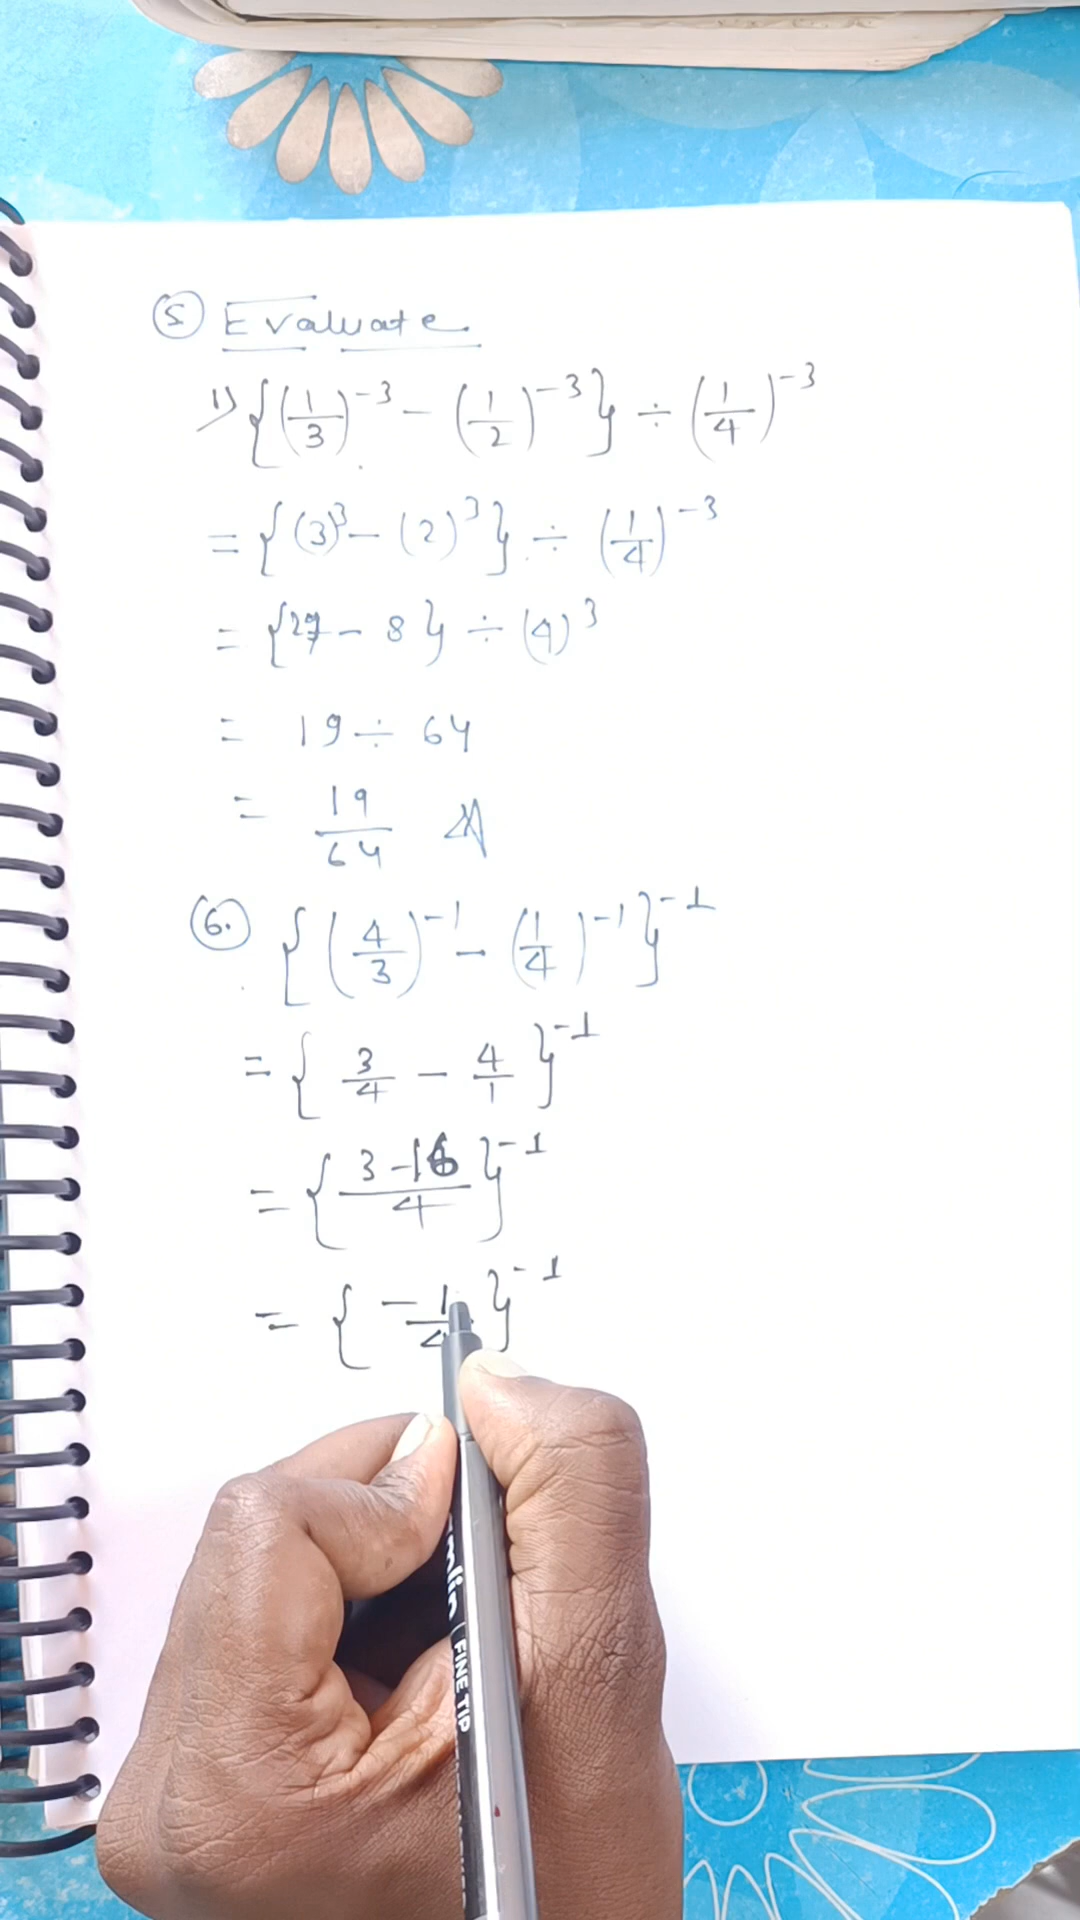 (5) Evaluate
1) {(1/3)^-3 - (1/2)^-3} ÷ (1/4)^-3
= {(3)^3 - (2)^3} ÷ (1/4)^-3
= {27 - 8} ÷ (4)^3
= 19 ÷ 64
= 19/64
(6.) {(4/3)^-1 - (1/4)^-1}^-1
= {3/4 - 4/1}^-1
= {3-16/4}^-1
= {-1/4}^-1
FINE TIP